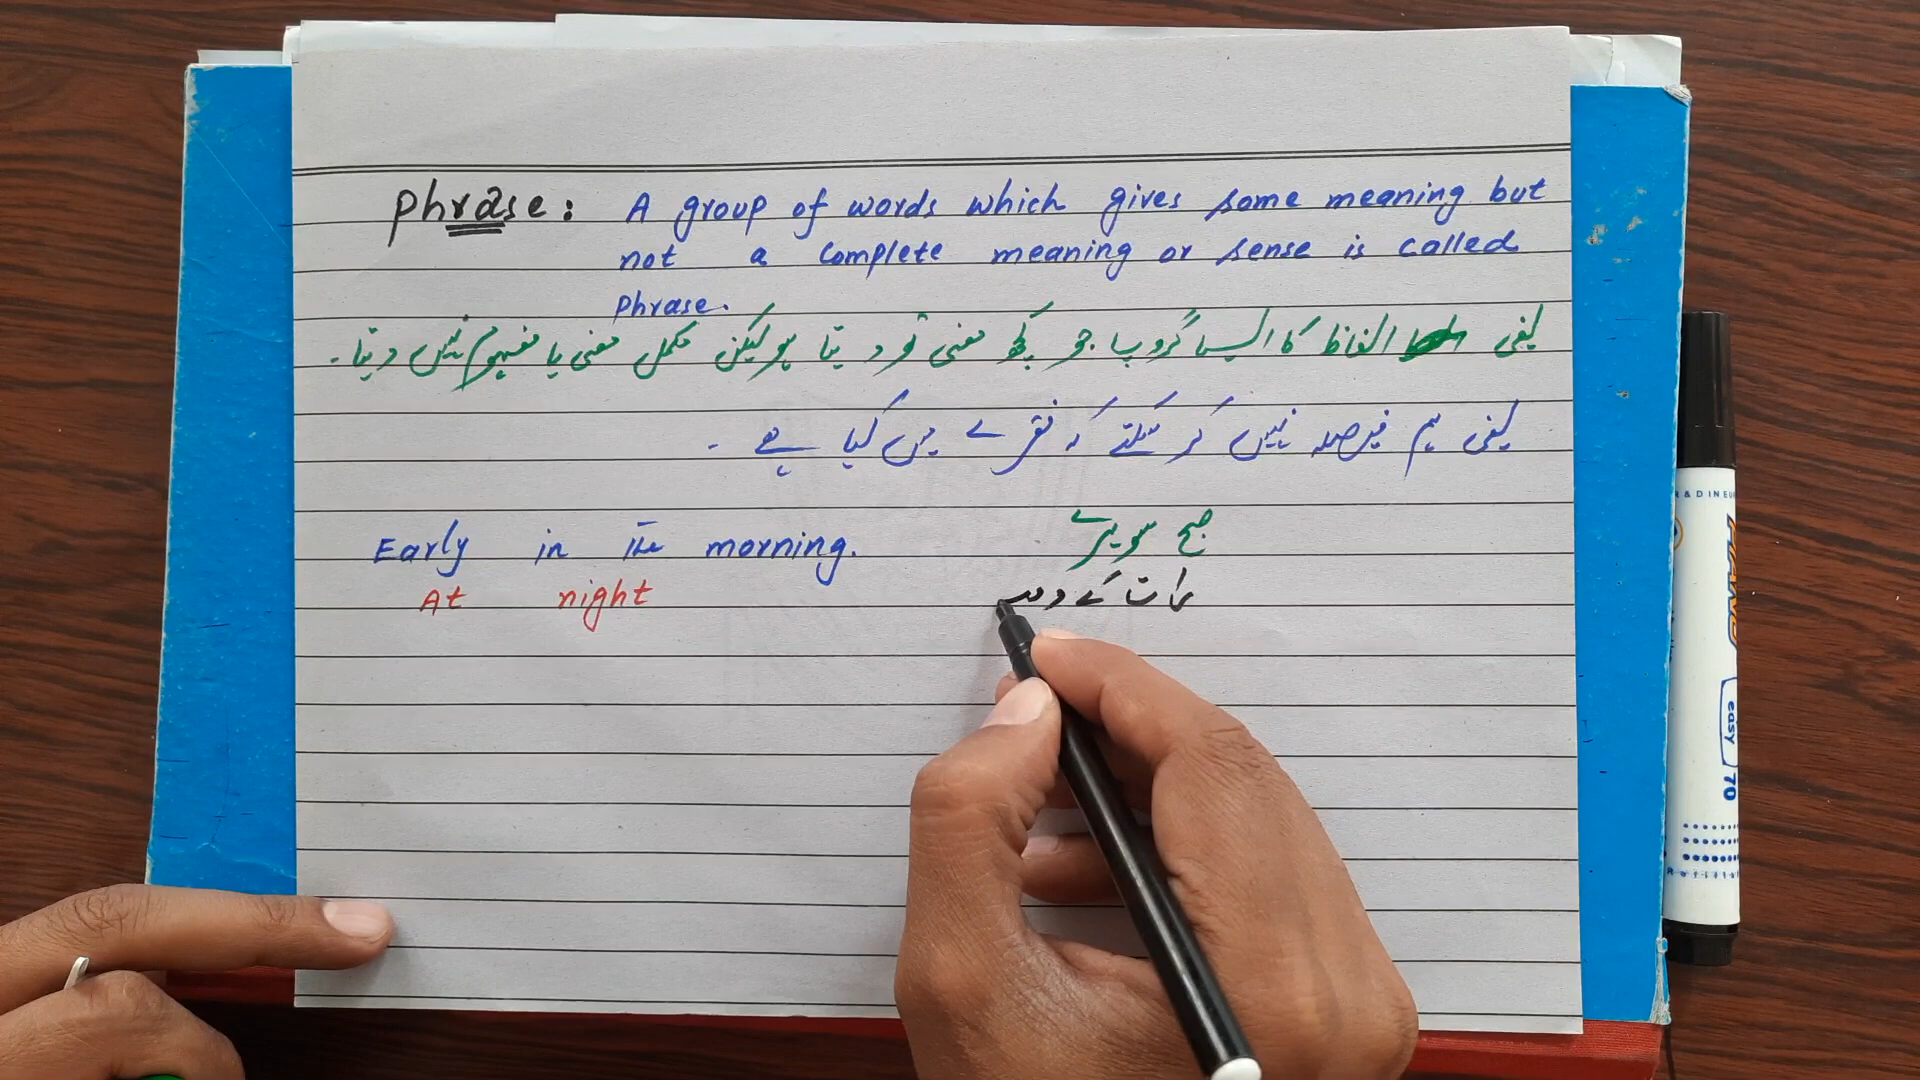 Phrase: A group of words which gives some meaning but
not a complete meaning or sense is called
Phrase.
یعنی الفاظ کا ایسا گروپ جو کچھ معنی تو دیتا ہو لیکن مکمل معنی یا مفہوم نہیں دیتا۔
یعنی ہم فیصلہ نہیں کر سکتے کہ فقرے میں کیا ہے۔
Early in the morning. صبح سویرے
At night رات کے
easy 70